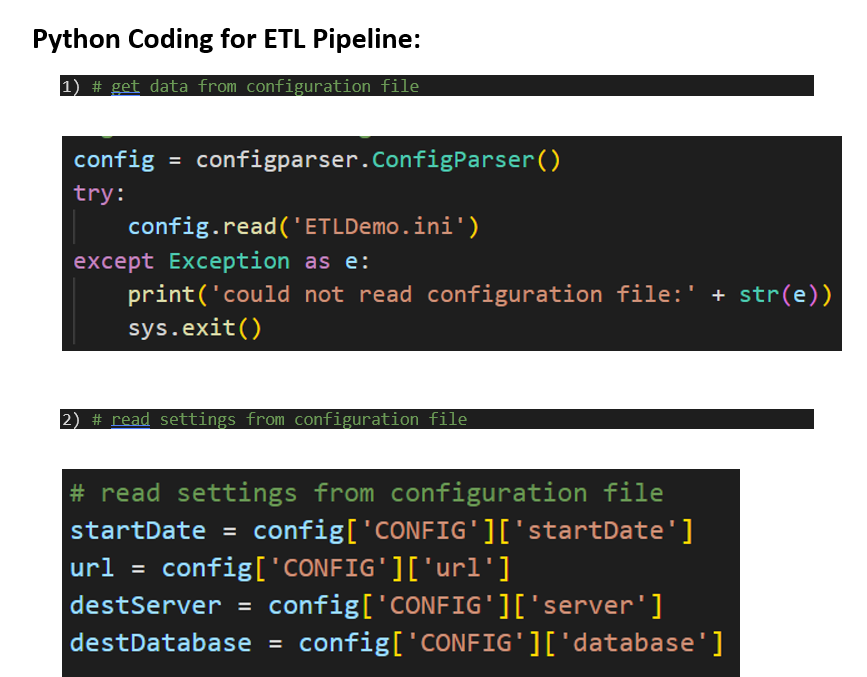 Python Coding for ETL Pipeline:
1) # get data from configuration file
config = configparser.ConfigParser()
try:
    config.read('ETLDemo.ini')
except Exception as e:
    print('could not read configuration file:' + str(e))
    sys.exit()
2) # read settings from configuration file
# read settings from configuration file
startDate = config['CONFIG']['startDate']
url = config['CONFIG']['url']
destServer = config['CONFIG']['server']
destDatabase = config['CONFIG']['database']